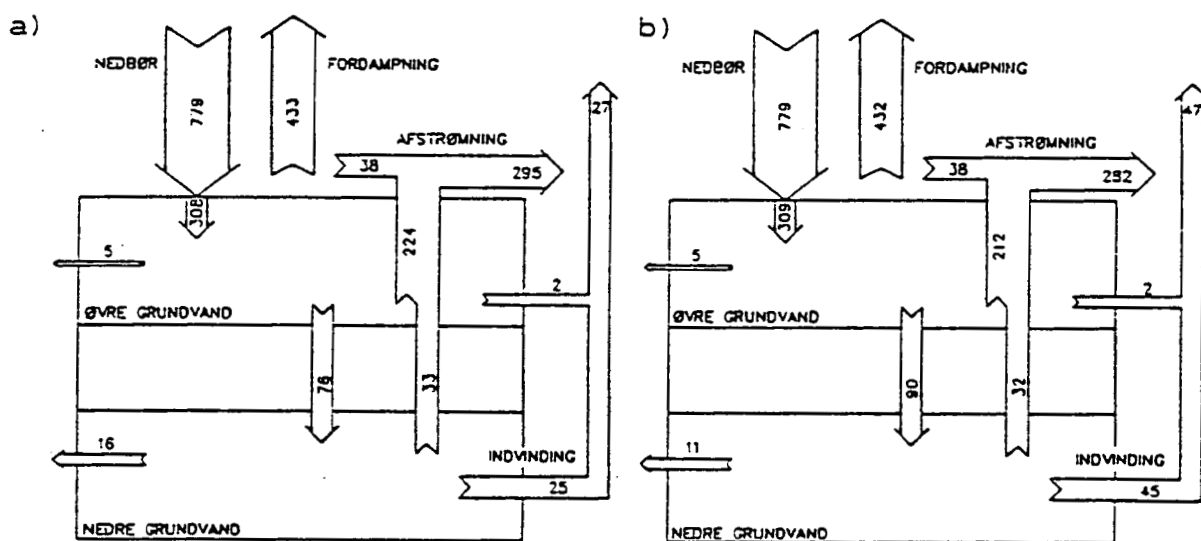 a)
NEDBØR
779
433
FORDAMPNING
27
AFSTRØMNING
38
295
308
224
5
2
ØVRE GRUNDVAND
76
33
16
INDVINDING
25
NEDRE GRUNDVAND
b)
NEDBØR
779
432
FORDAMPNING
47
AFSTRØMNING
38
282
309
212
5
2
ØVRE GRUNDVAND
90
32
11
INDVINDING
45
NEDRE GRUNDVAND